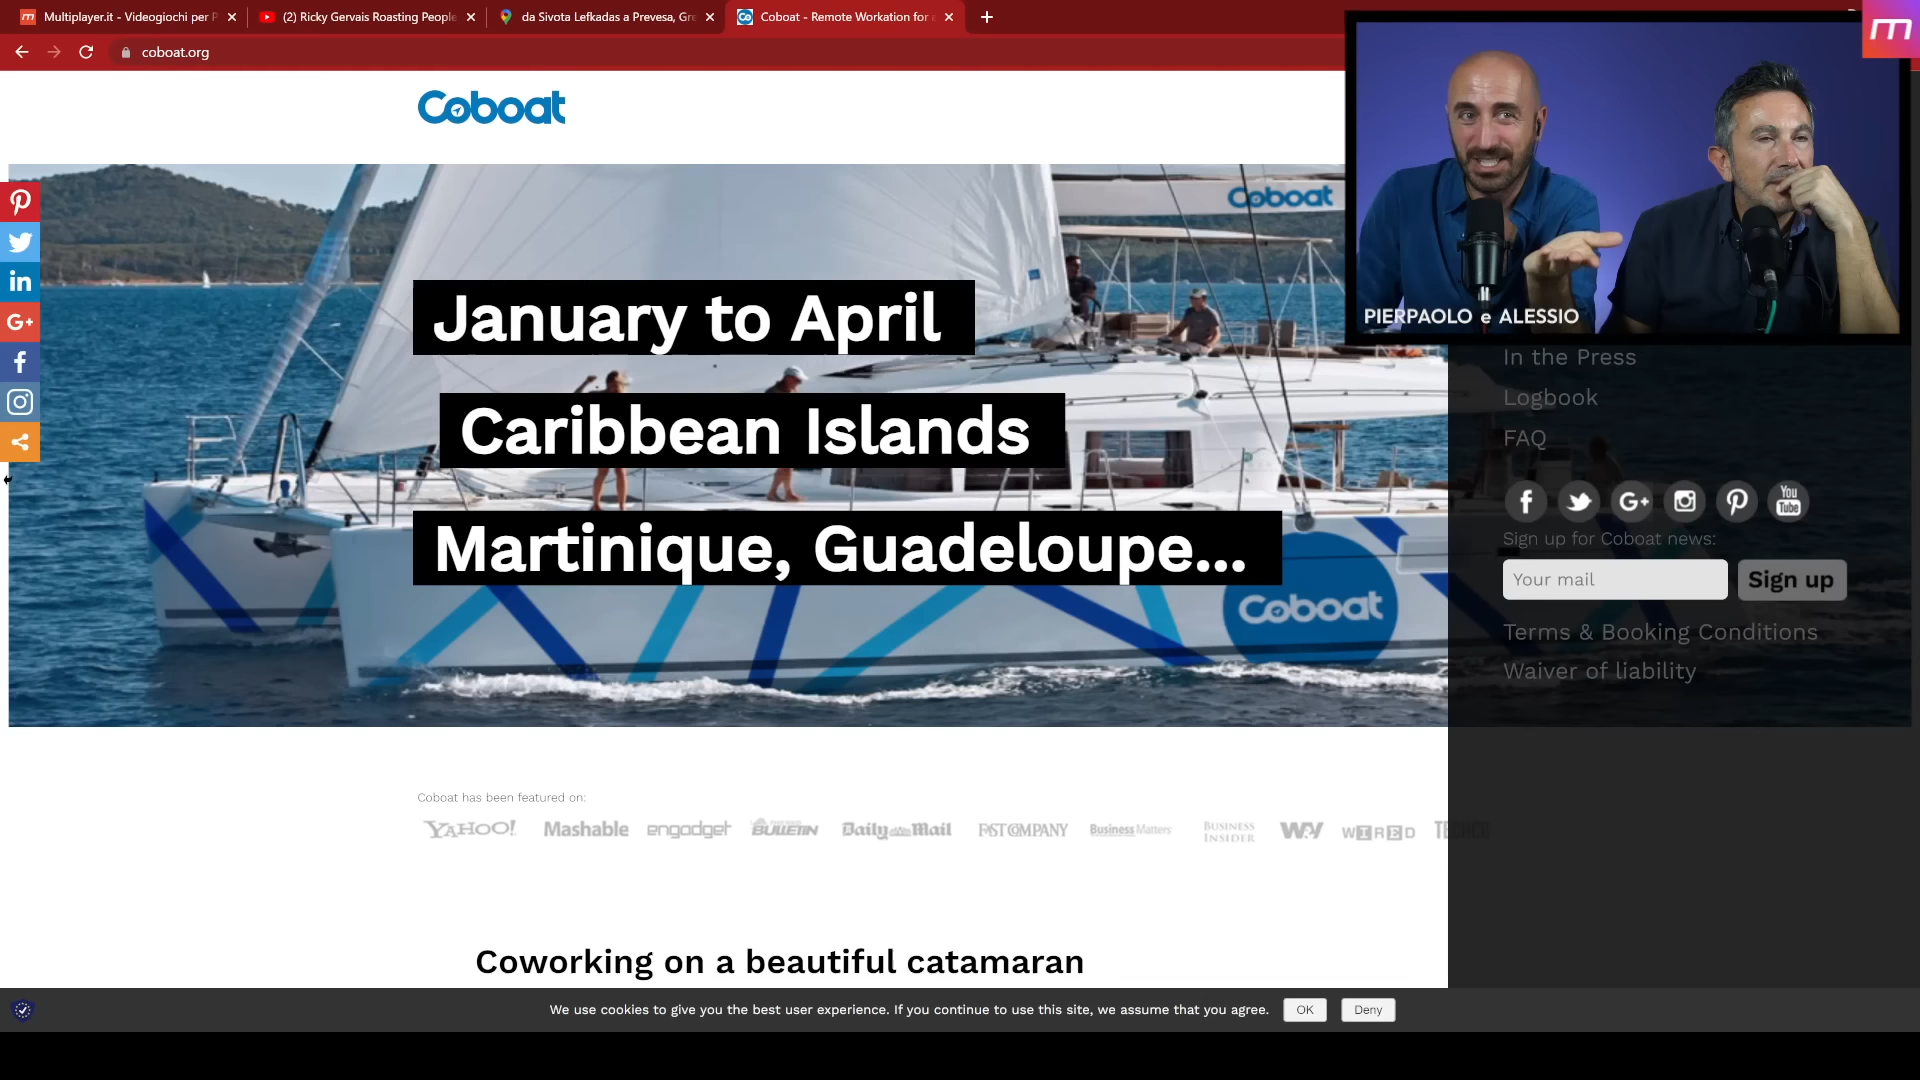 Multiplayer.it - Videogiochi per P
(2) Ricky Gervais Roasting People
da Sivota Lefkadas a Prevesa, Gre
Coboat - Remote Workation for a
coboat.org
Coboat
Coboat
January to April
Caribbean Islands
Martinique, Guadeloupe...
Coboat
PIERPAOLO e ALESSIO
In the Press
Logbook
FAQ
You
Tube
Sign up for Coboat news:
Your mail
Sign up
Terms & Booking Conditions
Waiver of liability
Coboat has been featured on:
YAHOO!
Mashable
engadget
BULLETIN
Daily Mail
FAST COMPANY
Business Matters
BUSINESS
INSIDER
WIRED
Coworking on a beautiful catamaran
We use cookies to give you the best user experience. If you continue to use this site, we assume that you agree.
OK
Deny